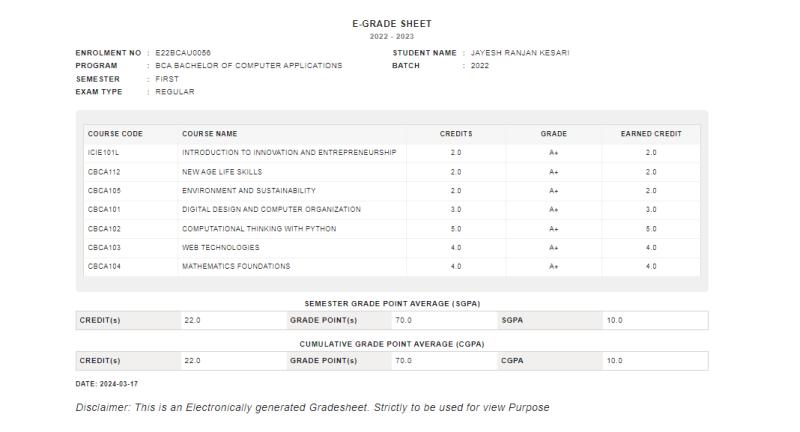 E-GRADE SHEET
2022 - 2023
ENROLMENT NO : E22BCAU0056 STUDENT NAME : JAYESH RANJAN KESARI
PROGRAM : BCA BACHELOR OF COMPUTER APPLICATIONS BATCH : 2022
SEMESTER : FIRST
EXAM TYPE : REGULAR
COURSE CODE COURSE NAME CREDITS GRADE EARNED CREDIT
ICIE101L INTRODUCTION TO INNOVATION AND ENTREPRENEURSHIP 2.0 A+ 2.0
CBCA112 NEW AGE LIFE SKILLS 2.0 A+ 2.0
CBCA105 ENVIRONMENT AND SUSTAINABILITY 2.0 A+ 2.0
CBCA101 DIGITAL DESIGN AND COMPUTER ORGANIZATION 3.0 A+ 3.0
CBCA102 COMPUTATIONAL THINKING WITH PYTHON 5.0 A+ 5.0
CBCA103 WEB TECHNOLOGIES 4.0 A+ 4.0
CBCA104 MATHEMATICS FOUNDATIONS 4.0 A+ 4.0
SEMESTER GRADE POINT AVERAGE (SGPA)
CREDIT(s) 22.0 GRADE POINT(s) 70.0 SGPA 10.0
CUMULATIVE GRADE POINT AVERAGE (CGPA)
CREDIT(s) 22.0 GRADE POINT(s) 70.0 CGPA 10.0
DATE: 2024-03-17
Disclaimer: This is an Electronically generated Gradesheet. Strictly to be used for view Purpose